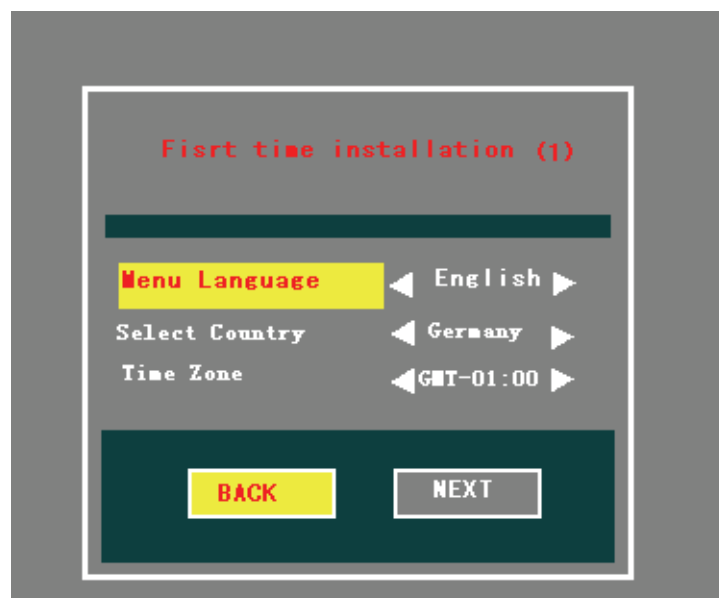 Fisrt time installation (1)
Menu Language English
Select Country Germany
Time Zone GMT-01:00
BACK NEXT